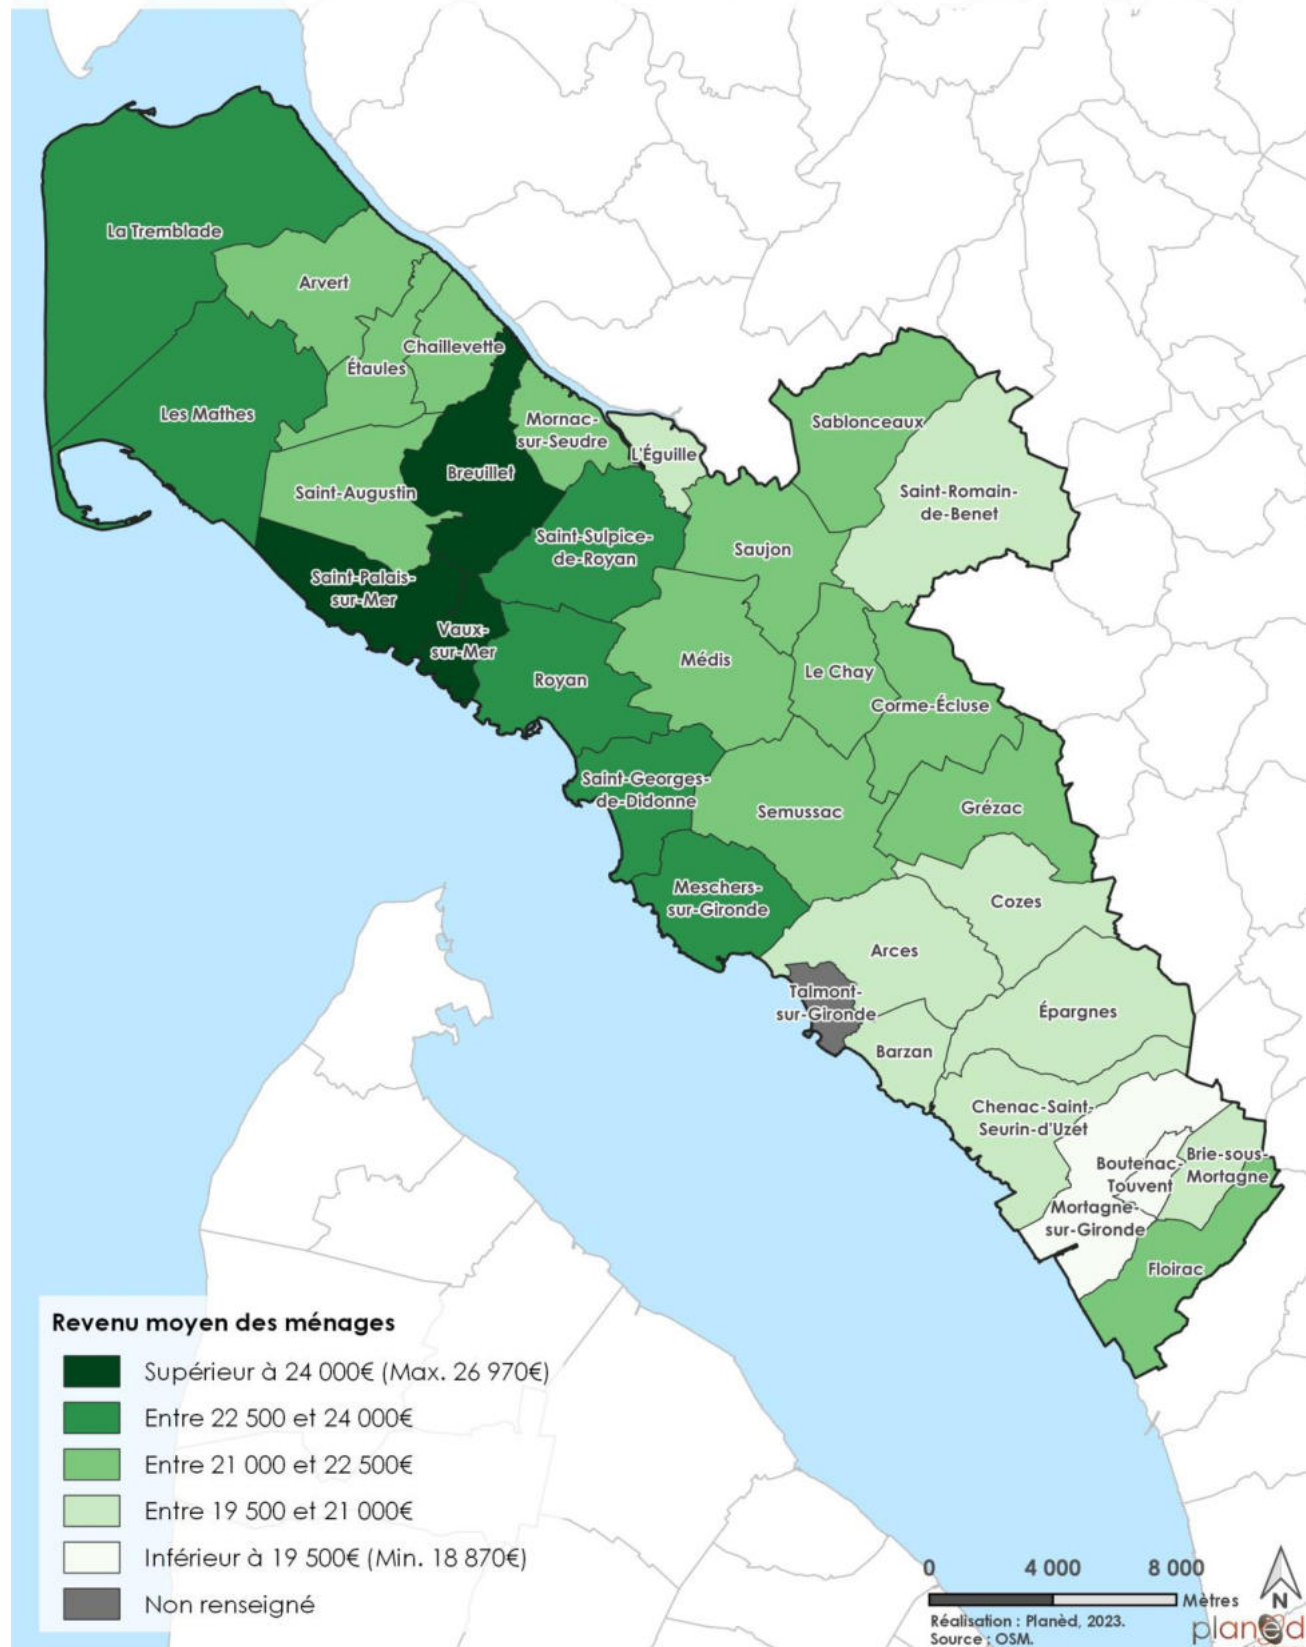 La Tremblade
Arvert
Chaillevette
Étaules
Les Mathes
Mornac-
sur-Seudre
L'Éguille
Sablonceaux
Breuillet
Saint-Augustin
Saint-Romain-
de-Benet
Saint-Sulpice-
de-Royan
Saujon
Saint-Palais-
sur-Mer
Vaux-
sur-Mer
Médis
Le Chay
Royan
Corme-Écluse
Saint-Georges-
de-Didonne
Semussac
Grézac
Meschers-
sur-Gironde
Cozes
Arces
Talmont-
sur-Gironde
Épargnes
Barzan
Chenac-Saint-
Seurin-d'Uzet
Boutenac-
Touvent
Brie-sous-
Mortagne
Mortagne-
sur-Gironde
Floirac
Revenu moyen des ménages
Supérieur à 24 000€ (Max. 26 970€)
Entre 22 500 et 24 000€
Entre 21 000 et 22 500€
Entre 19 500 et 21 000€
Inférieur à 19 500€ (Min. 18 870€)
Non renseigné
0 4 000 8 000
Mètres
N
Réalisation : Planèd, 2023.
Source : OSM.
planèd